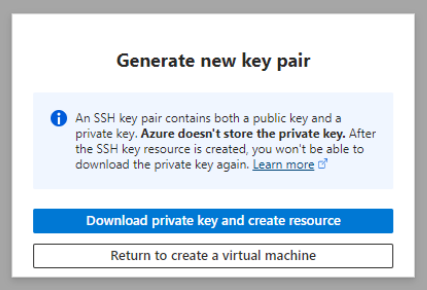 Generate new key pair
An SSH key pair contains both a public key and a
private key. Azure doesn't store the private key. After
the SSH key resource is created, you won't be able to
download the private key again. Learn more
Download private key and create resource
Return to create a virtual machine